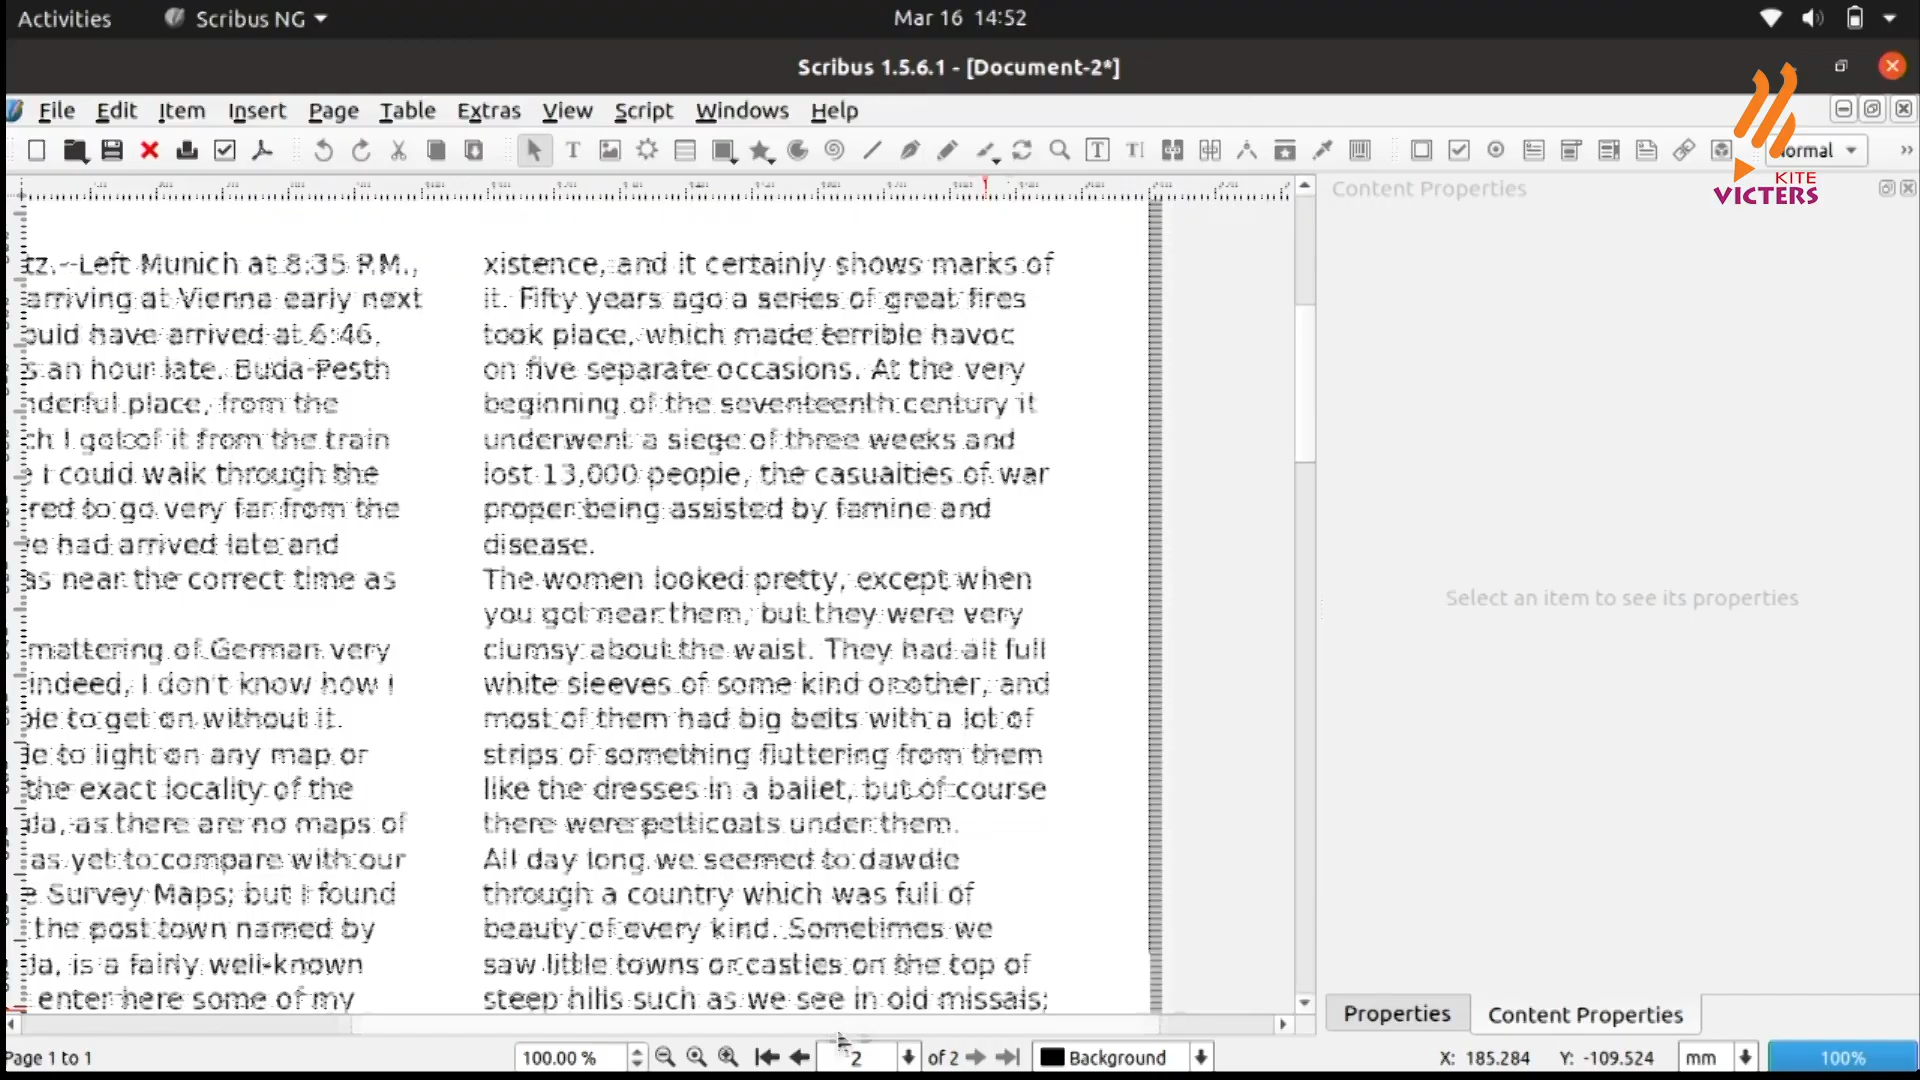 Activities
Scribus NG
Mar 16 14:52
Scribus 1.5.6.1 - [Document-2*]
File Edit Item Insert Page Table Extras View Script Windows Help
Normal
KITE
VICTERS
Content Properties
tz.--Left Munich at 8:35 P.M.,
arriving at Vienna early next
ould have arrived at 6:46,
s an hour late. Buda-Pesth
nderful place, from the
ch I got of it from the train
e I could walk through the
red to go very far from the
ve had arrived late and
as near the correct time as
mattering of German very
indeed, I don't know how I
ble to get on without it.
le to light on any map or
the exact locality of the
la, as there are no maps of
as yet to compare with our
e Survey Maps; but I found
the post town named by
la, is a fairly well-known
enter here some of my
xistence, and it certainly shows marks of
it. Fifty years ago a series of great fires
took place, which made terrible havoc
on five separate occasions. At the very
beginning of the seventeenth century it
underwent a siege of three weeks and
lost 13,000 people, the casualties of war
proper being assisted by famine and
disease.
The women looked pretty, except when
you got near them, but they were very
clumsy about the waist. They had all full
white sleeves of some kind or other, and
most of them had big belts with a lot of
strips of something fluttering from them
like the dresses in a ballet, but of course
there were petticoats under them.
All day long we seemed to dawdle
through a country which was full of
beauty of every kind. Sometimes we
saw little towns or castles on the top of
steep hills such as we see in old missals;
Select an item to see its properties
Properties
Content Properties
Page 1 to 1
100.00 %
2
of 2
Background
X: 185.284
Y: -109.524
mm
100%